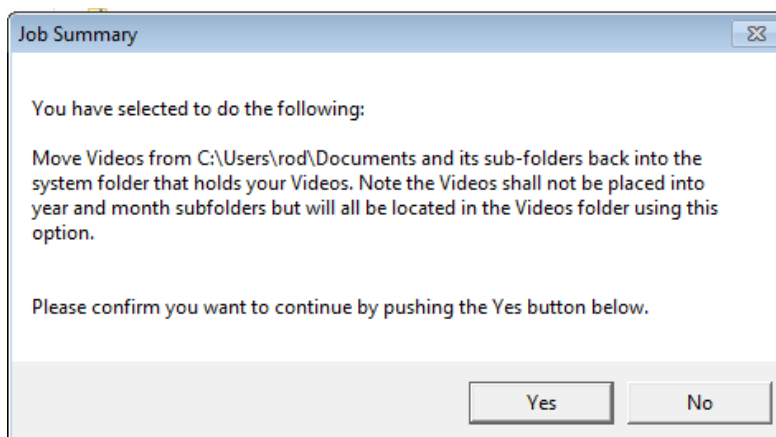 Job Summary
You have selected to do the following:
Move Videos from C:\Users\rod\Documents and its sub-folders back into the
system folder that holds your Videos. Note the Videos shall not be placed into
year and month subfolders but will all be located in the Videos folder using this
option.
Please confirm you want to continue by pushing the Yes button below.
Yes No